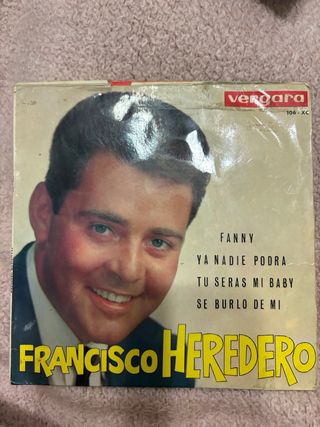 vergara
106 - XC
FANNY
YA NADIE PODRA
TU SERAS MI BABY
SE BURLO DE MI
FRANCISCO HEREDERO